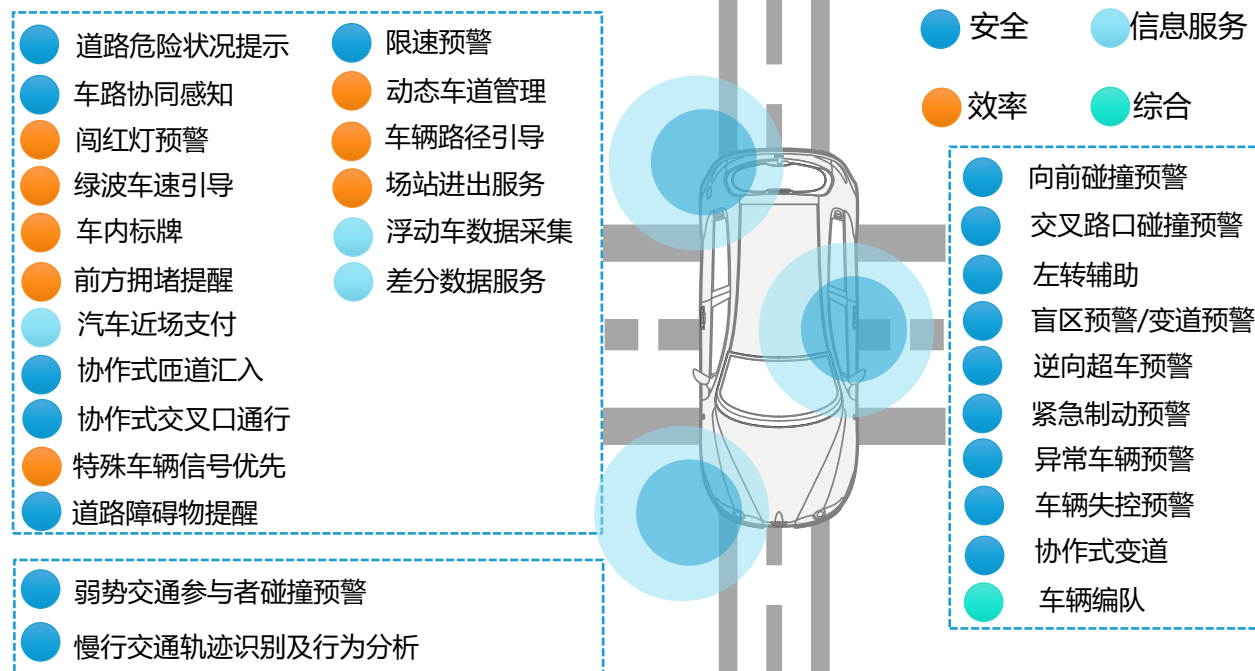 道路危险状况提示
车路协同感知
闯红灯预警
绿波车速引导
车内标牌
前方拥堵提醒
汽车近场支付
协作式匝道汇入
协作式交叉口通行
特殊车辆信号优先
道路障碍物提醒
限速预警
动态车道管理
车辆路径引导
场站进出服务
浮动车数据采集
差分数据服务
弱势交通参与者碰撞预警
慢行交通轨迹识别及行为分析
安全
信息服务
效率
综合
向前碰撞预警
交叉路口碰撞预警
左转辅助
盲区预警/变道预警
逆向超车预警
紧急制动预警
异常车辆预警
车辆失控预警
协作式变道
车辆编队